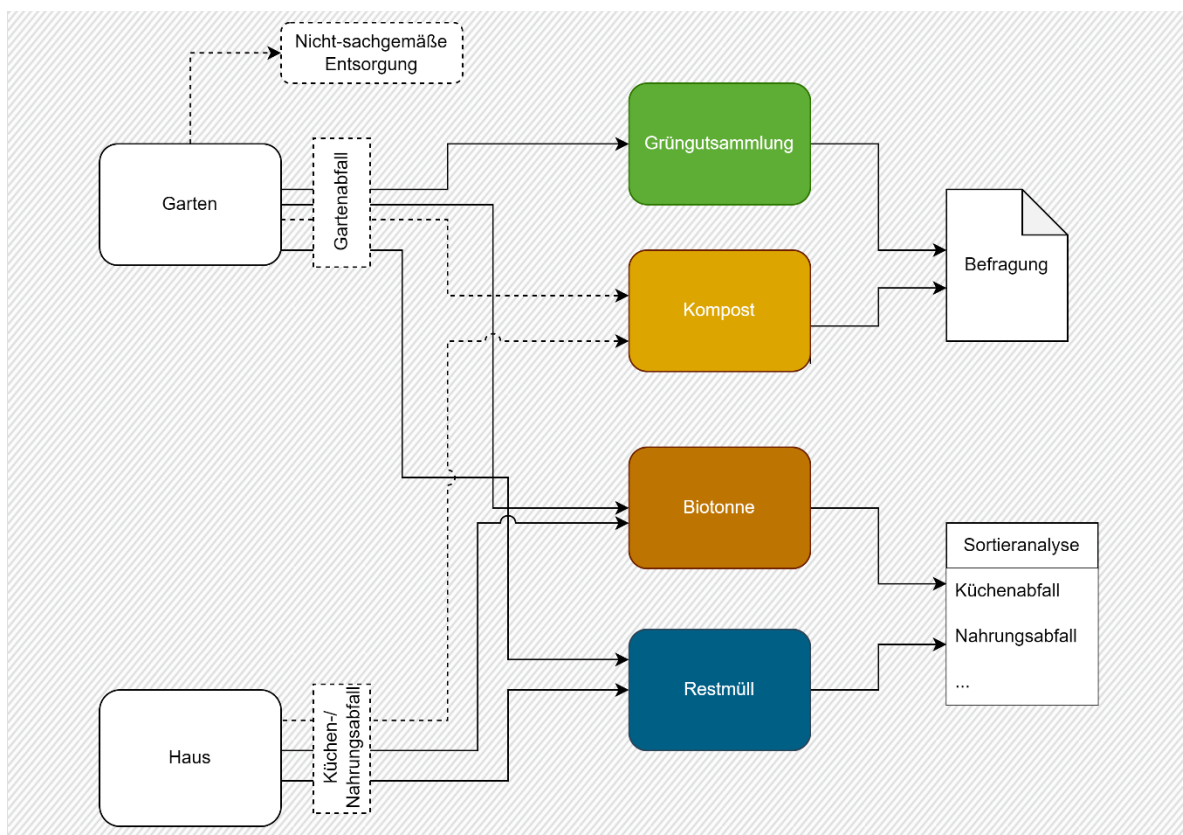 Nicht-sachgemäße
Entsorgung
Garten
Gartenabfall
Grüngutsammlung
Kompost
Befragung
Biotonne
Sortieranalyse
Küchenabfall
Nahrungsabfall
...
Restmüll
Haus
Küchen-/
Nahrungsabfall